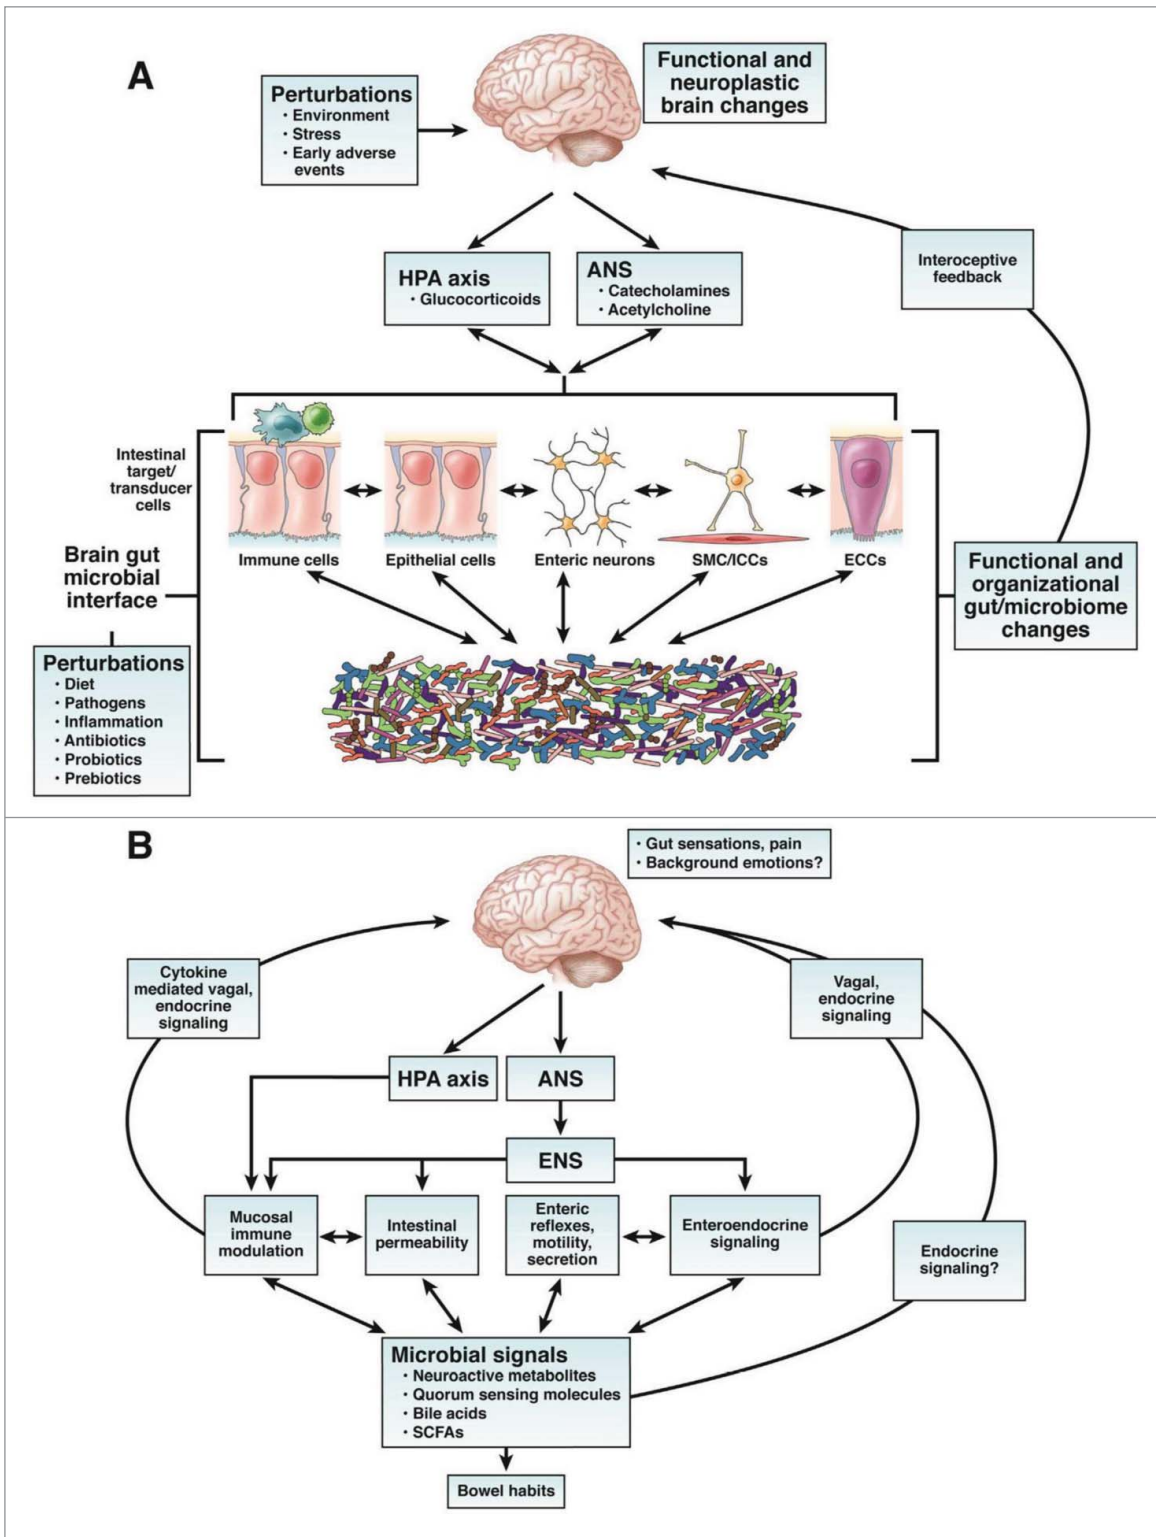 A
Functional and
neuroplastic
brain changes
Perturbations
· Environment
· Stress
· Early adverse
events
HPA axis
· Glucocorticoids
ANS
· Catecholamines
· Acetylcholine
Interoceptive
feedback
Intestinal
target/
transducer
cells
Immune cells
Epithelial cells
Enteric neurons
SMC/ICCs
ECCs
Brain gut
microbial
interface
Functional and
organizational
gut/microbiome
changes
Perturbations
· Diet
· Pathogens
· Inflammation
· Antibiotics
· Probiotics
· Prebiotics
B
· Gut sensations, pain
· Background emotions?
Cytokine
mediated vagal,
endocrine
signaling
Vagal,
endocrine
signaling
HPA axis
ANS
ENS
Mucosal
immune
modulation
Intestinal
permeability
Enteric
reflexes,
motility,
secretion
Enteroendocrine
signaling
Endocrine
signaling?
Microbial signals
· Neuroactive metabolites
· Quorum sensing molecules
· Bile acids
· SCFAs
Bowel habits